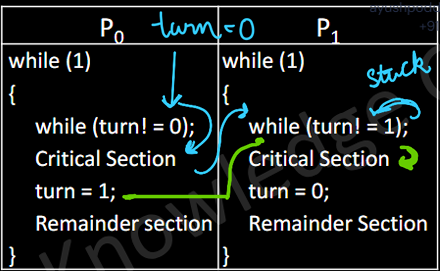 P₀
turn=0
while (1)
{
while (turn! = 0);
Critical Section
turn = 1;
Remainder section
}
P₁
while (1)
stuck
{
while (turn! = 1);
Critical Section
turn = 0;
Remainder Section
}
Knowledge